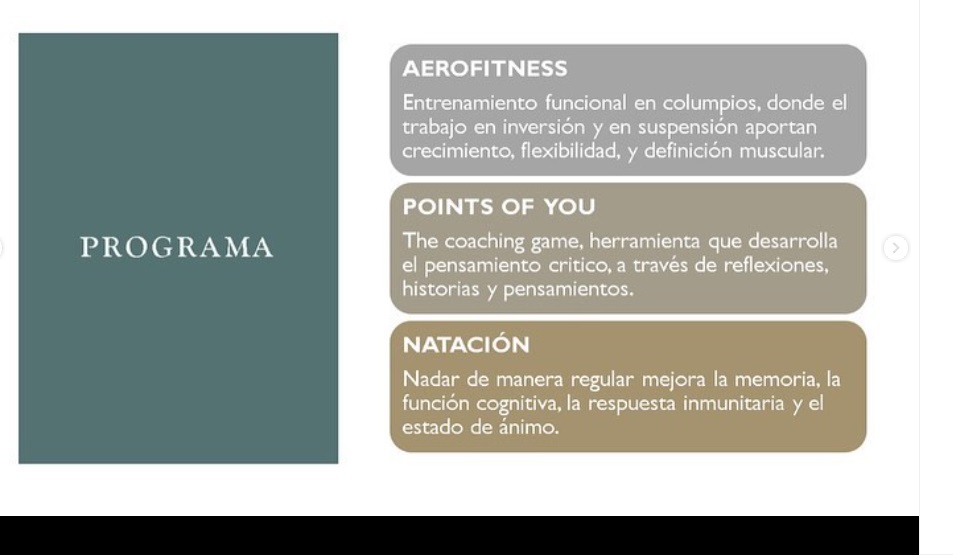 PROGRAMA
AEROFITNESS
Entrenamiento funcional en columpios, donde el
trabajo en inversión y en suspensión aportan
crecimiento, flexibilidad, y definición muscular.
POINTS OF YOU
The coaching game, herramienta que desarrolla
el pensamiento critico, a través de reflexiones,
historias y pensamientos.
NATACIÓN
Nadar de manera regular mejora la memoria, la
función cognitiva, la respuesta inmunitaria y el
estado de ánimo.